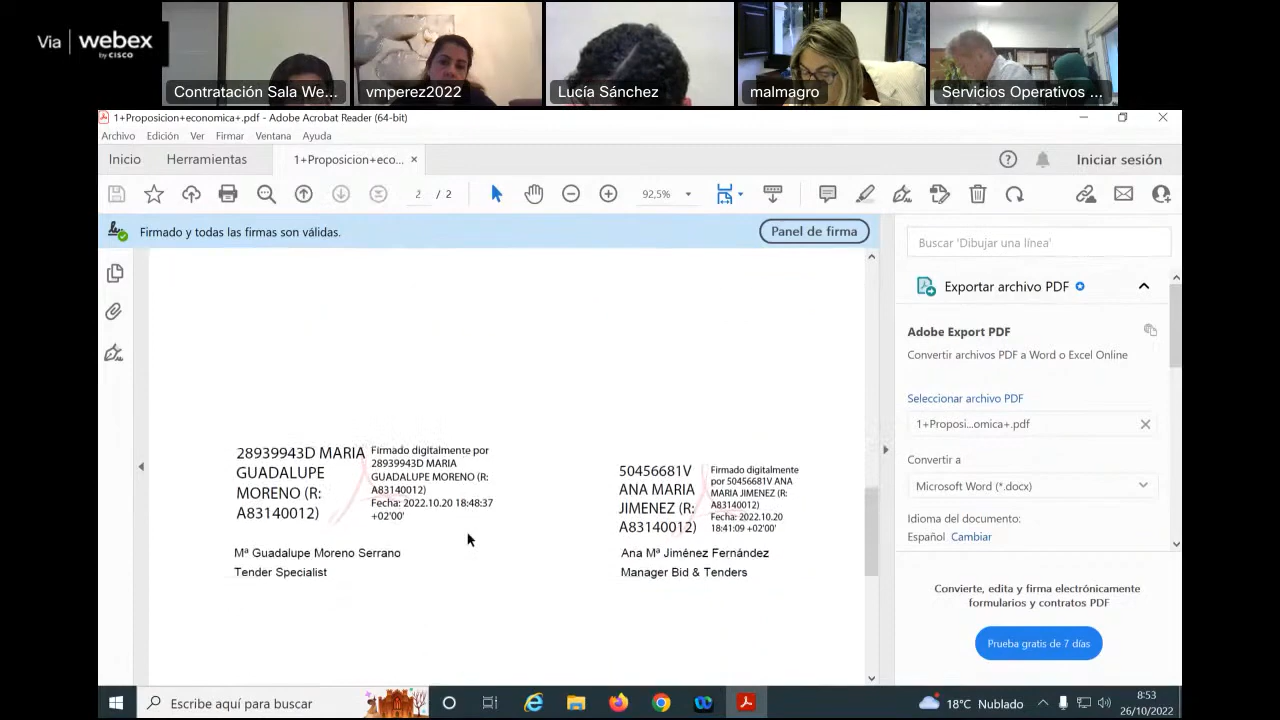 Via webex
by CISCO
Contratación Sala We...
vmperez2022
Lucía Sánchez
malmagro
Servicios Operativos ...
1+Proposicion+economica+.pdf - Adobe Acrobat Reader (64-bit)
Archivo Edición Ver Firmar Ventana Ayuda
Inicio Herramientas 1+Proposicion+eco... Iniciar sesión
2 / 2 92,5%
Firmado y todas las firmas son válidas. Panel de firma
Buscar 'Dibujar una línea'
Exportar archivo PDF
Adobe Export PDF
Convertir archivos PDF a Word o Excel Online
Seleccionar archivo PDF
1+Proposi...omica+.pdf
Convertir a
Microsoft Word (*.docx)
Idioma del documento:
Español Cambiar
Convierte, edita y firma electrónicamente
formularios y contratos PDF
Prueba gratis de 7 días
28939943D MARIA
GUADALUPE
MORENO (R:
A83140012)
Firmado digitalmente por
28939943D MARIA
GUADALUPE MORENO (R:
A83140012)
Fecha: 2022.10.20 18:48:37
+02'00'
Mª Guadalupe Moreno Serrano
Tender Specialist
50456681V
ANA MARIA
JIMENEZ (R:
A83140012)
Firmado digitalmente
por 50456681V ANA
MARIA JIMENEZ (R:
A83140012)
Fecha: 2022.10.20
18:41:09 +02'00'
Ana Mª Jiménez Fernández
Manager Bid & Tenders
Escribe aquí para buscar
18°C Nublado
8:53
26/10/2022